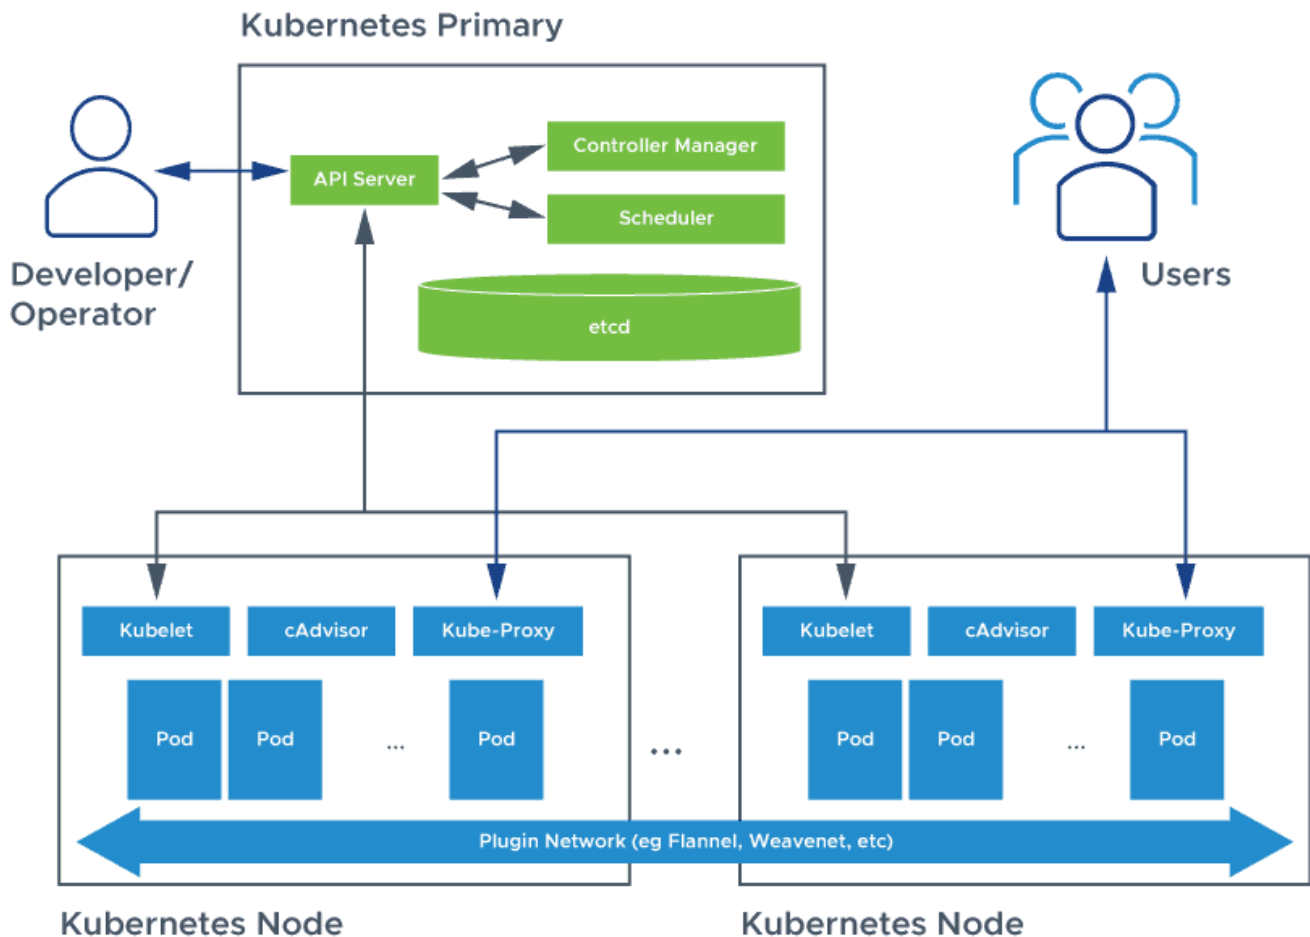 Kubernetes Primary
Controller Manager
API Server
Scheduler
etcd
Developer/
Operator
Users
Kubelet
cAdvisor
Kube-Proxy
Pod
Pod
...
Pod
...
Kubelet
cAdvisor
Kube-Proxy
Pod
Pod
...
Pod
Plugin Network (eg Flannel, Weavenet, etc)
Kubernetes Node
Kubernetes Node